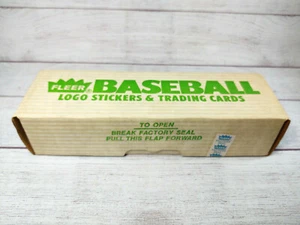 FLEER BASEBALL
LOGO STICKERS & TRADING CARDS
TO OPEN
BREAK FACTORY SEAL
PULL THIS FLAP FORWARD